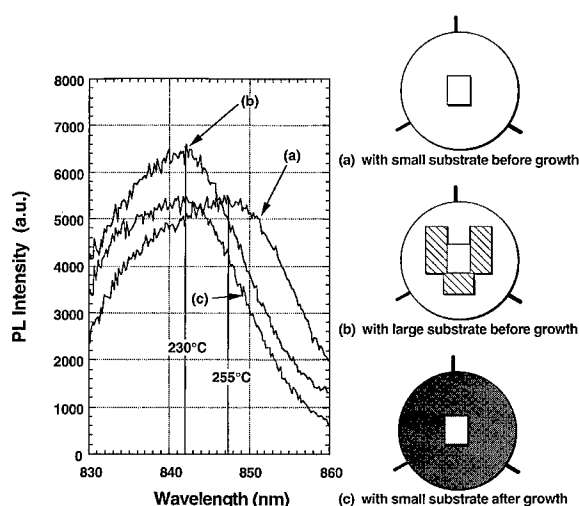 PL Intensity (a.u.)
8000
7000
6000
5000
4000
3000
2000
1000
0
(b)
(a)
(c)
230°C
255°C
830
840
850
860
Wavelength (nm)
(a) with small substrate before growth
(b) with large substrate before growth
(c) with small substrate after growth